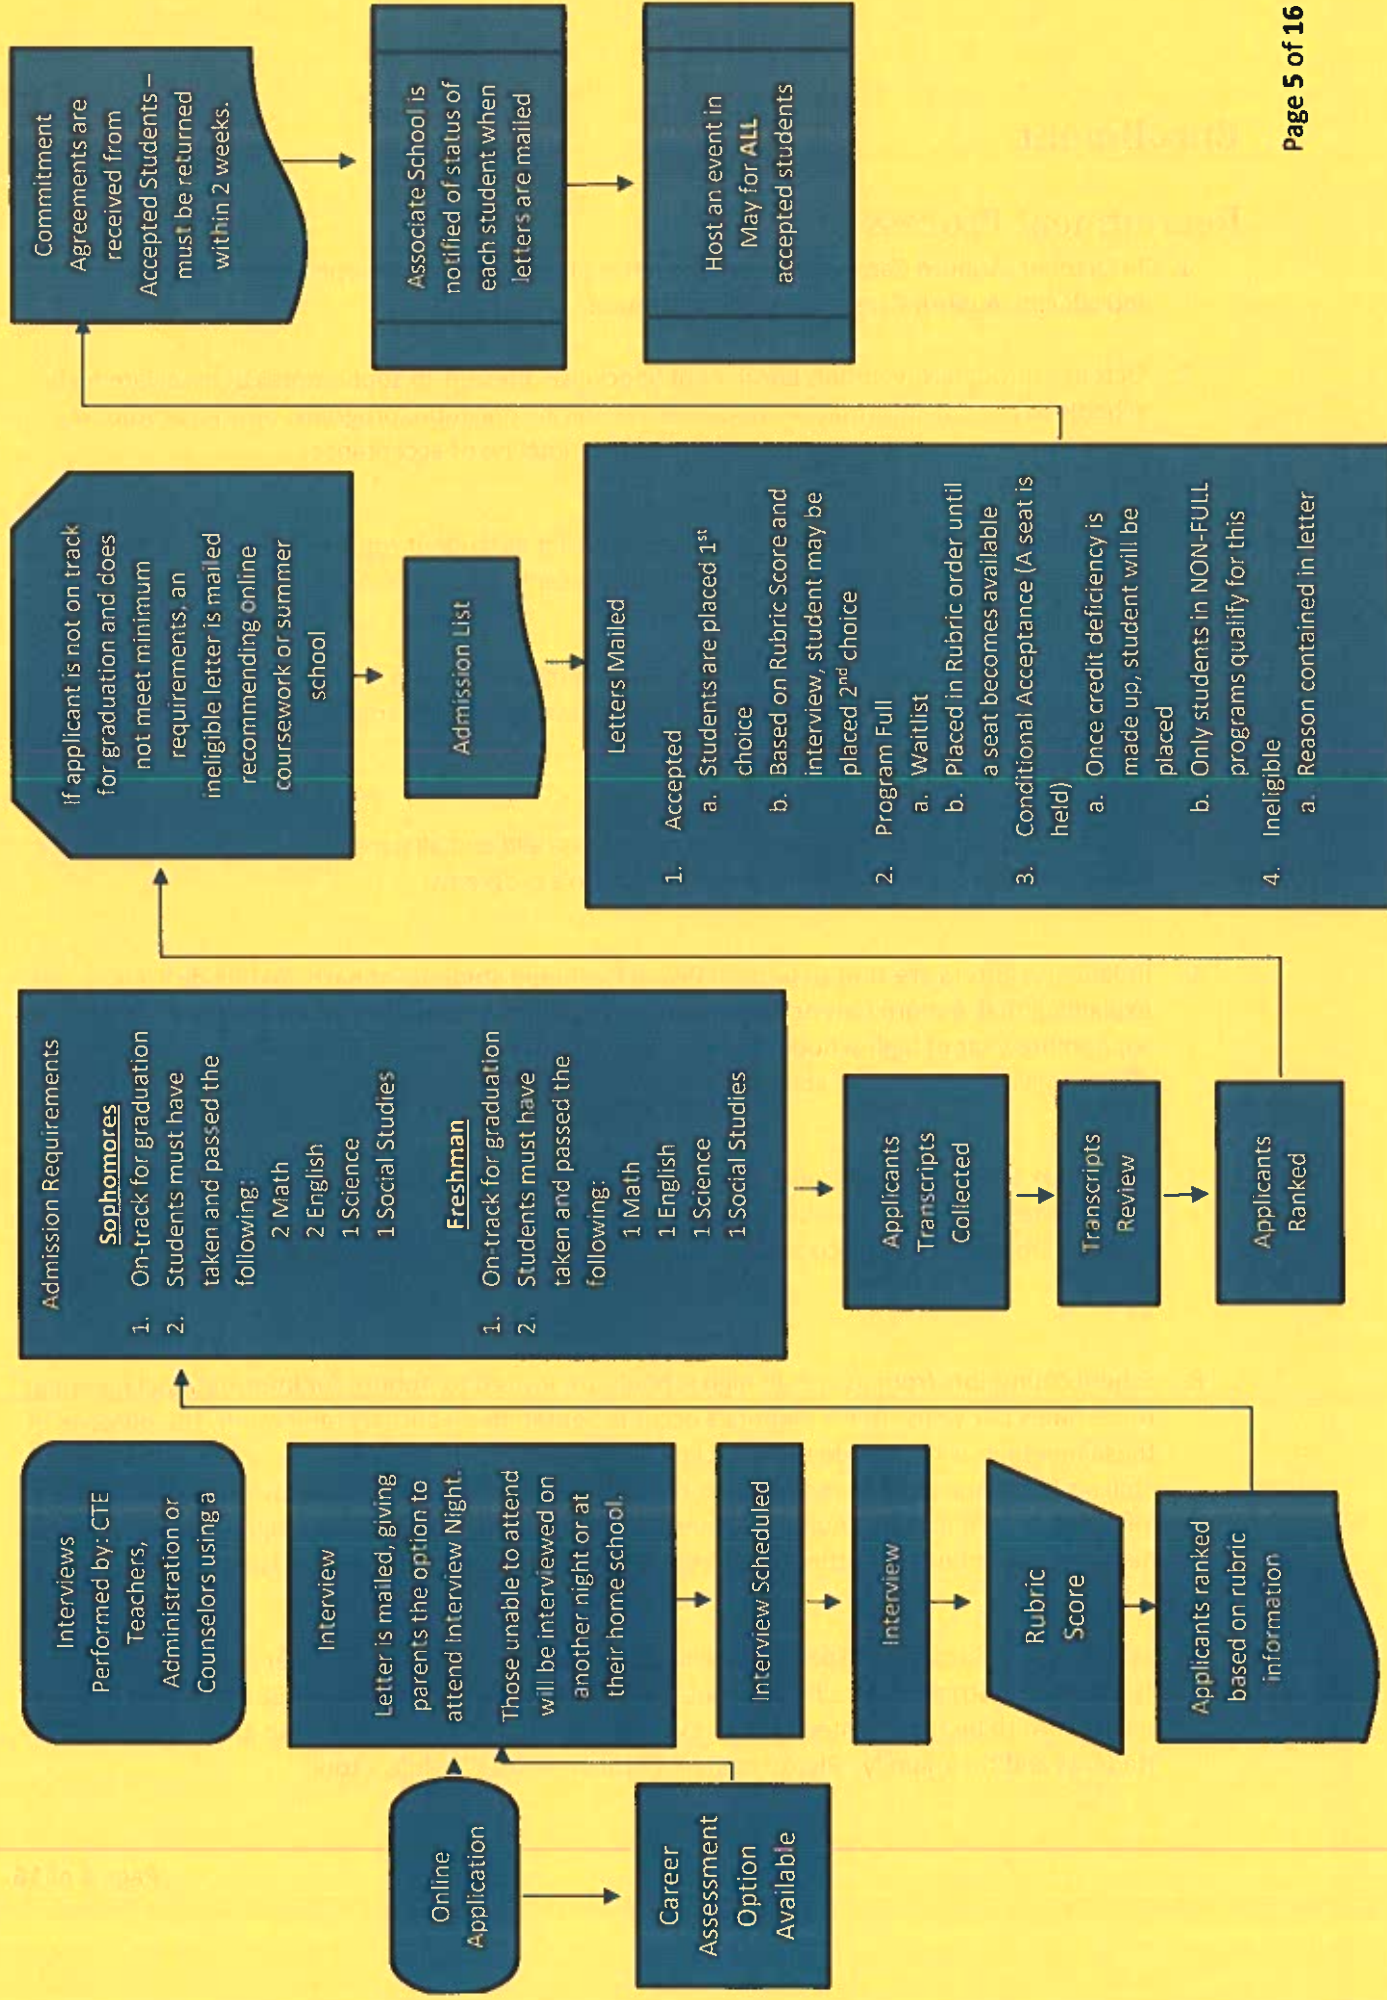 Online
Application
Career
Assessment
Option
Available
Interviews
Performed by: CTE
Teachers,
Administration or
Counselors using a
Interview
Letter is mailed, giving
parents the option to
attend Interview Night.
Those unable to attend
will be interviewed on
another night or at
their home school.
Interview Scheduled
Interview
Rubric
Score
Applicants ranked
based on rubric
information
Admission Requirements
Sophomores
1. On-track for graduation
2. Students must have
taken and passed the
following:
2 Math
2 English
1 Science
1 Social Studies
Freshman
1. On-track for graduation
2. Students must have
taken and passed the
following:
1 Math
1 English
1 Science
1 Social Studies
Applicants
Transcripts
Collected
Transcripts
Review
Applicants
Ranked
If applicant is not on track
for graduation and does
not meet minimum
requirements, an
ineligible letter is mailed
recommending online
coursework or summer
school
Admission List
Letters Mailed
1. Accepted
a. Students are placed 1st
choice
b. Based on Rubric Score and
interview, student may be
placed 2nd choice
2. Program Full
a. Waitlist
b. Placed in Rubric order until
a seat becomes available
3. Conditional Acceptance (A seat is
held)
a. Once credit deficiency is
made up, student will be
placed
b. Only students in NON-FULL
programs qualify for this
4. Ineligible
a. Reason contained in letter
Commitment
Agreements are
received from
Accepted Students –
must be returned
within 2 weeks.
Associate School is
notified of status of
each student when
letters are mailed
Host an event in
May for ALL
accepted students
Page 5 of 16